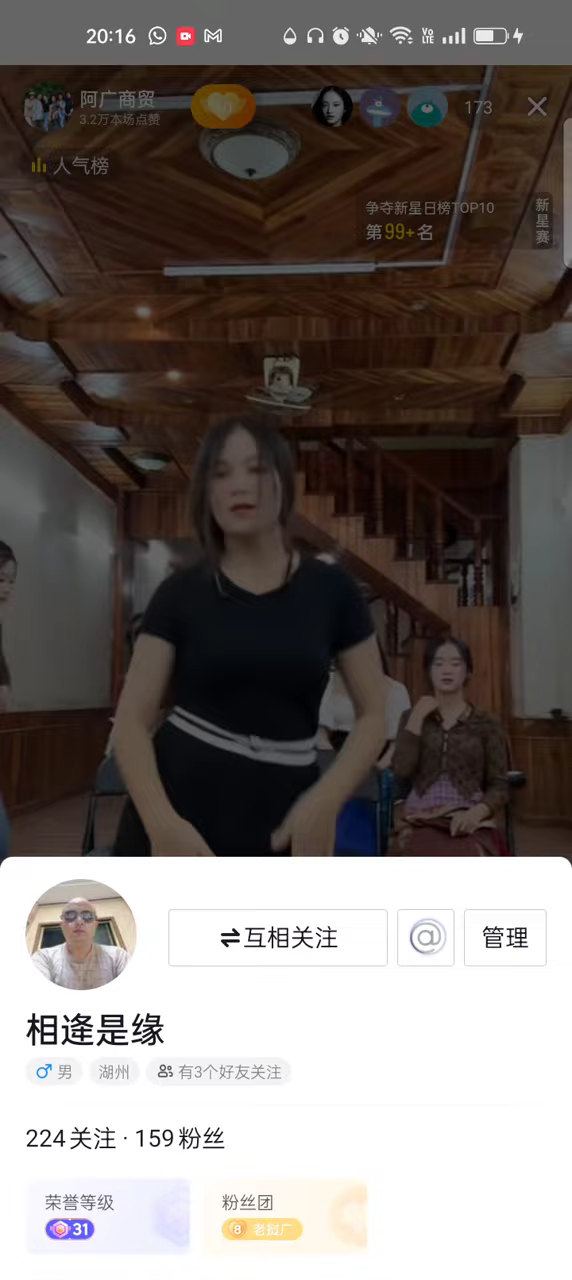 20:16
VO LTE
阿广商贸
3.2万本场点赞
173
人气榜
争夺新星日榜TOP10
第99+名
新星赛
互相关注
@
管理
相逢是缘
男 湖州 有3个好友关注
224关注 · 159粉丝
荣誉等级 粉丝团
31 8 老拟广